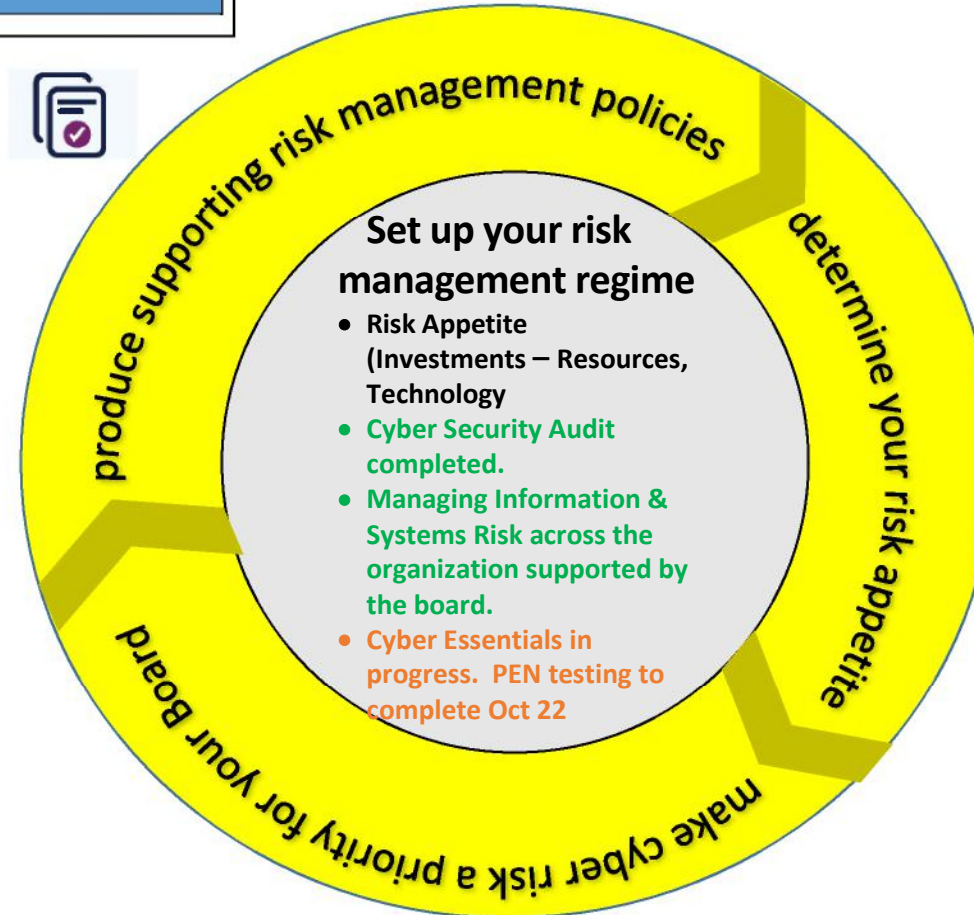 produce supporting risk management policies
determine your risk appetite
make cyber risk a priority for your Board
Set up your risk
management regime
• Risk Appetite
(Investments – Resources,
Technology
• Cyber Security Audit
completed.
• Managing Information &
Systems Risk across the
organization supported by
the board.
• Cyber Essentials in
progress.  PEN testing to
complete Oct 22